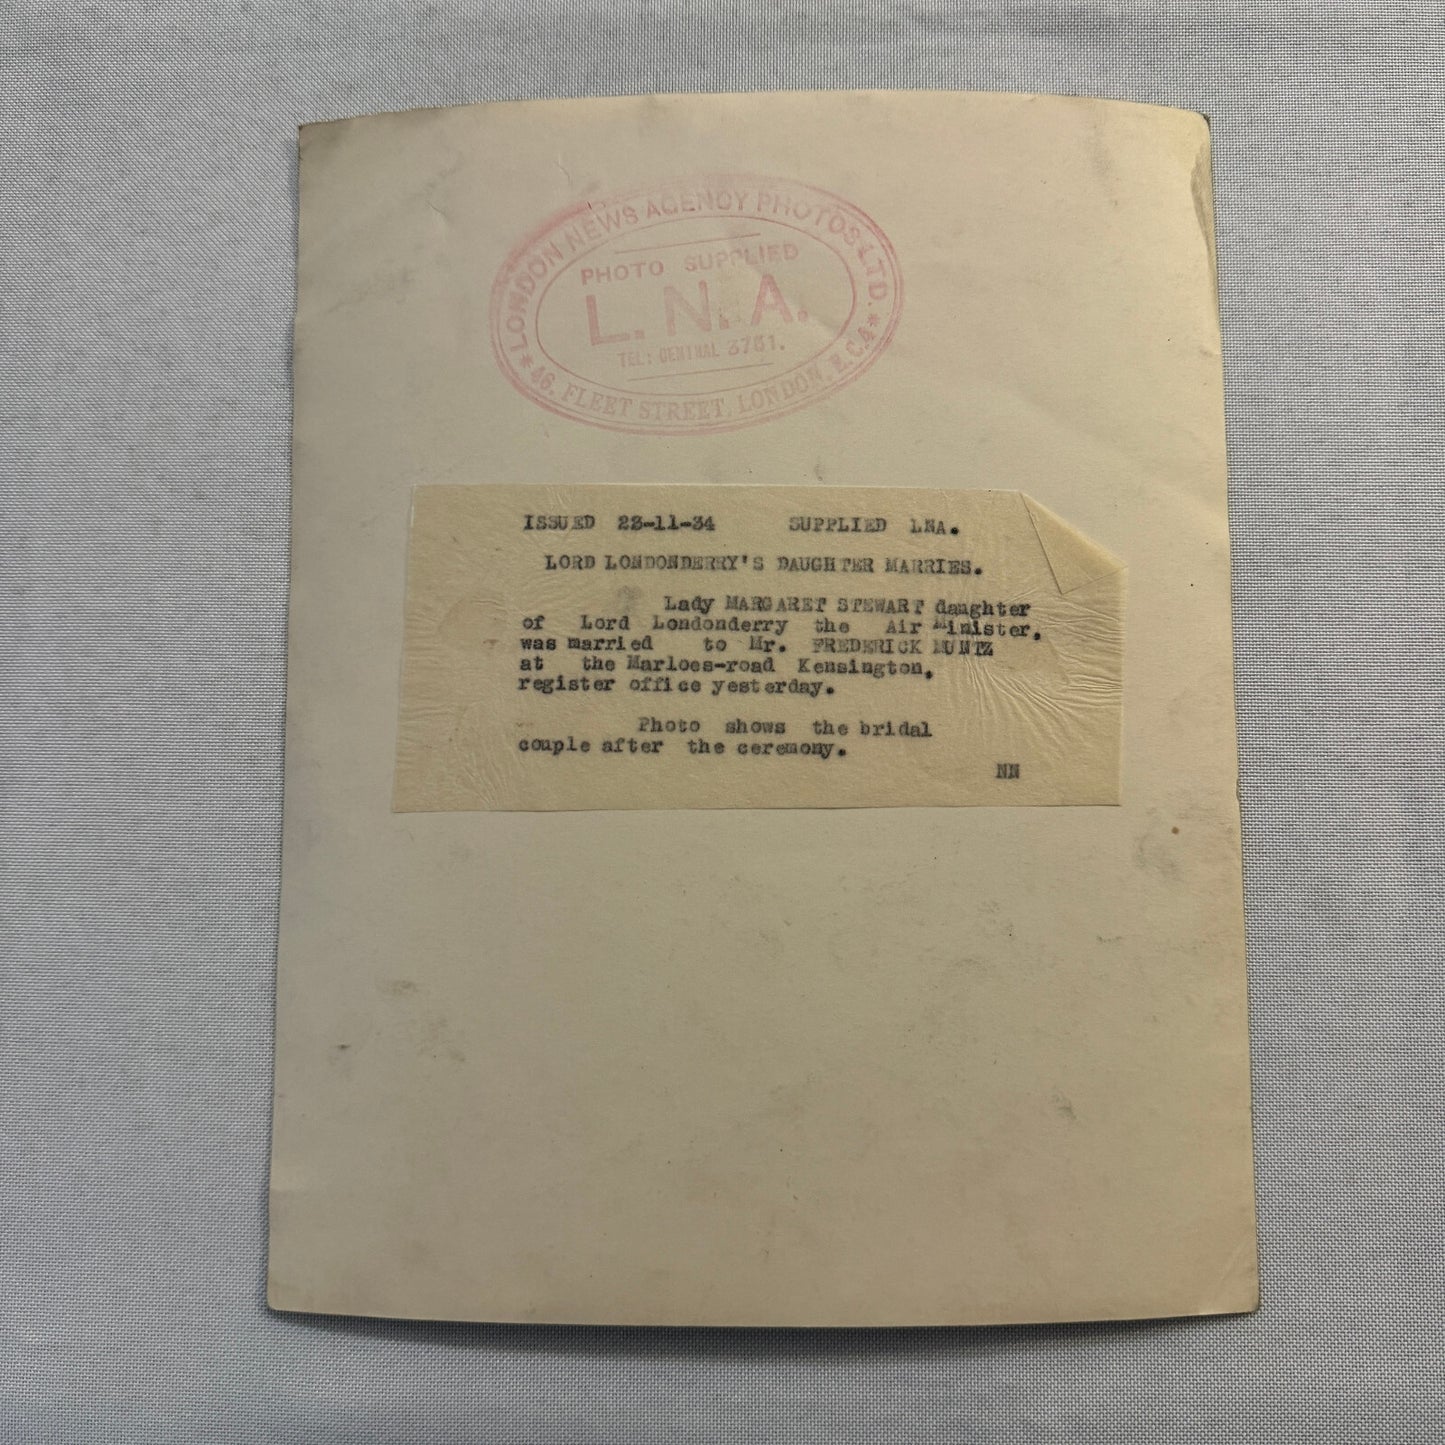 * LONDON NEWS AGENCY PHOTOS LTD. *
PHOTO SUPPLIED
L.N.A.
TEL: CENTRAL 3761.
46, FLEET STREET, LONDON, E.C.4
ISSUED 23-11-34 SUPPLIED LNA.
LORD LONDONDERRY'S DAUGHTER MARRIES.
Lady MARGARET STEWART daughter
of Lord Londonderry the Air Minister,
was married to Mr. FREDERICK MUNTZ
at the Marloes-road Kensington,
register office yesterday.
Photo shows the bridal
couple after the ceremony.
NN